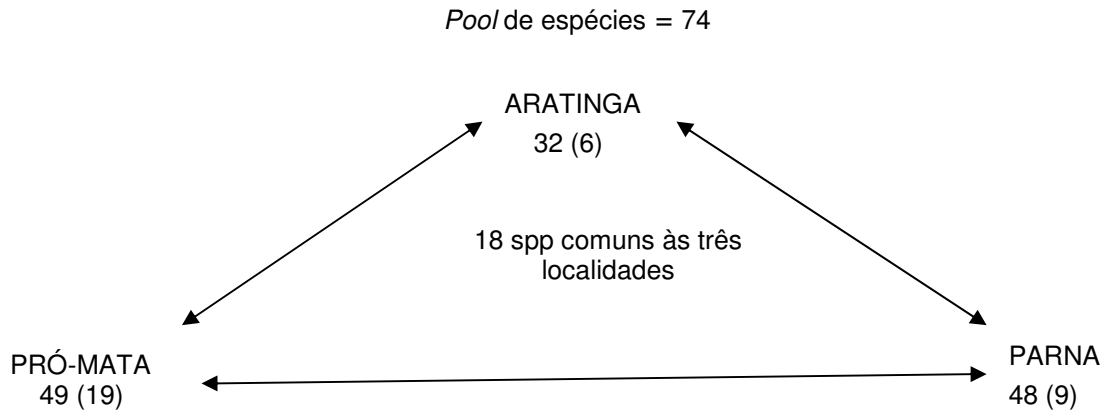 Pool de espécies = 74
ARATINGA
32 (6)
18 spp comuns às três
localidades
PRÓ-MATA
49 (19)
PARNA
48 (9)